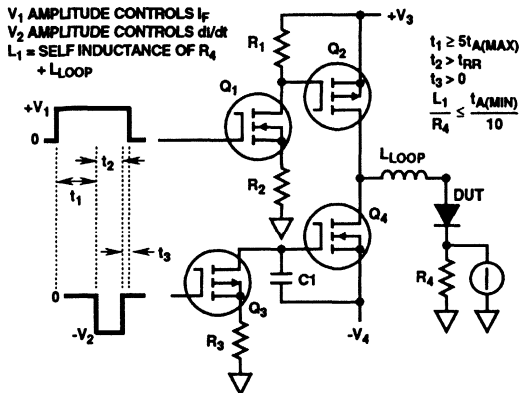 V1 AMPLITUDE CONTROLS IF
V2 AMPLITUDE CONTROLS di/dt
L1 = SELF INDUCTANCE OF R4
+ LLOOP
+V3
R1
Q2
t1 ≥ 5tA(MAX)
t2 > tRR
t3 > 0
L1/R4 ≤ tA(MIN)/10
Q1
+V1
0
t2
t1
R2
LLOOP
DUT
Q4
t3
C1
R4
0
-V2
Q3
R3
-V4